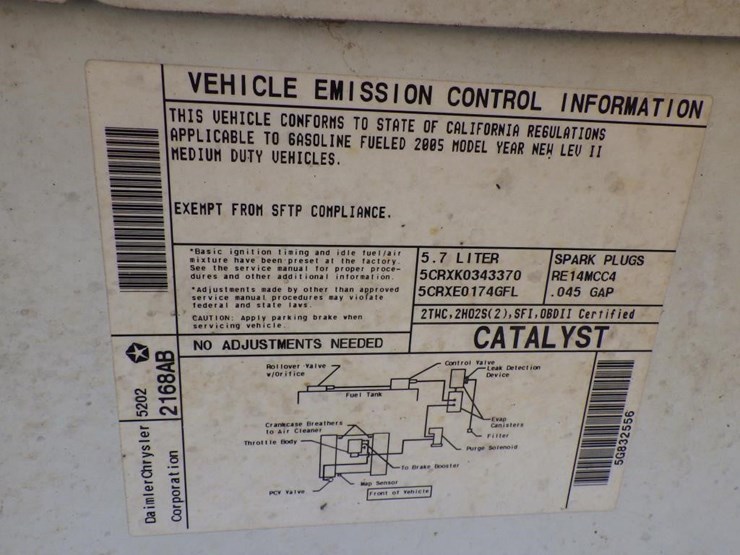 VEHICLE EMISSION CONTROL INFORMATION
THIS VEHICLE CONFORMS TO STATE OF CALIFORNIA REGULATIONS
APPLICABLE TO GASOLINE FUELED 2005 MODEL YEAR NEW LEV II
MEDIUM DUTY VEHICLES.
EXEMPT FROM SFTP COMPLIANCE.
*Basic ignition timing and idle fuel/air
mixture have been preset at the factory.
See the service manual for proper proce-
dures and other additional information.
*Adjustments made by other than approved
service manual procedures may violate
federal and state laws.
CAUTION: Apply parking brake when
servicing vehicle.
NO ADJUSTMENTS NEEDED
5.7 LITER
5CRXK0343370
5CRXE0174GFL
SPARK PLUGS
RE14MCC4
.045 GAP
2TWC,2HO2S(2),SFI,OBDII Certified
CATALYST
Rollover Valve
w/Orifice
Fuel Tank
Control Valve
Leak Detection
Device
Evap
Canisters
Filter
Purge Solenoid
Crankcase Breathers
to Air Cleaner
Throttle Body
To Brake Booster
Map Sensor
PCV Valve
Front of Vehicle
DaimlerChrysler
Corporation
5202
2168AB
5G832556